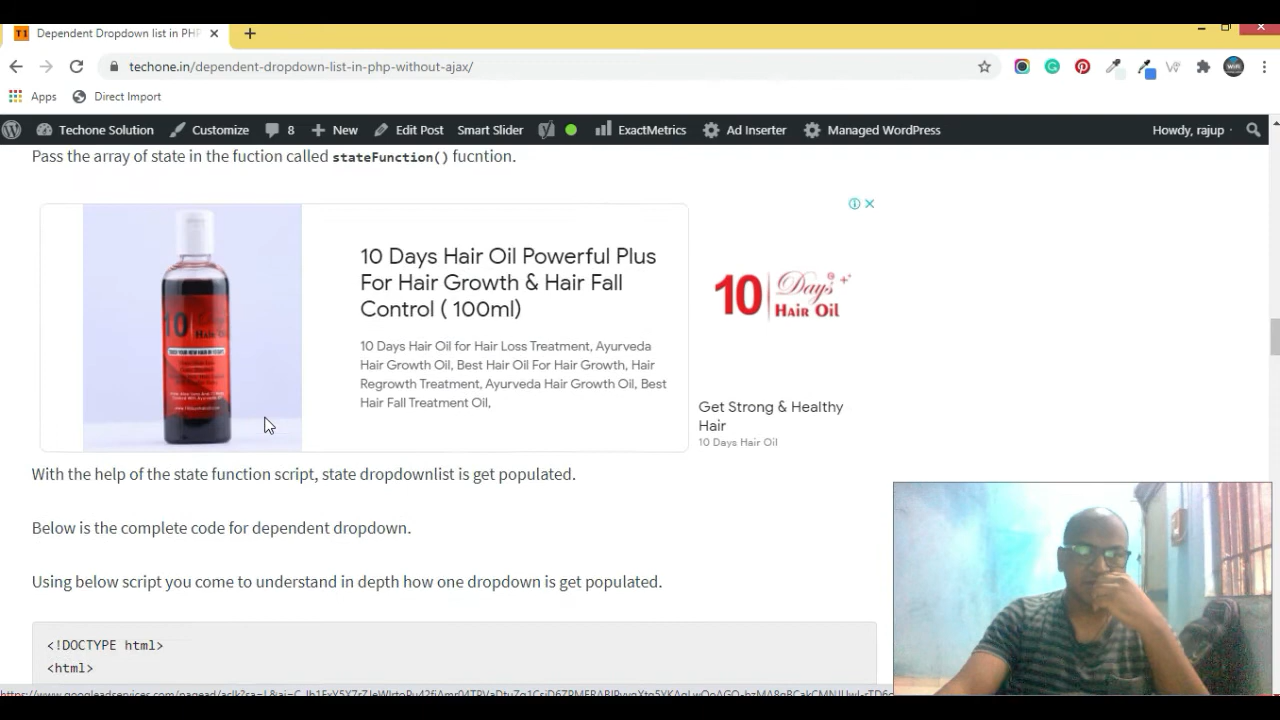 T1 Dependent Dropdown list in PHP
techone.in/dependent-dropdown-list-in-php-without-ajax/
Apps Direct Import
Techone Solution Customize 8 New Edit Post Smart Slider ExactMetrics Ad Inserter Managed WordPress Howdy, rajup
Pass the array of state in the fuction called stateFunction() fucntion.
10 Days Hair Oil Powerful Plus
For Hair Growth & Hair Fall
Control ( 100ml)
10 Days Hair Oil for Hair Loss Treatment, Ayurveda
Hair Growth Oil, Best Hair Oil For Hair Growth, Hair
Regrowth Treatment, Ayurveda Hair Growth Oil, Best
Hair Fall Treatment Oil,
10 Days
Hair Oil
Get Strong & Healthy
Hair
10 Days Hair Oil
10
Hair Oil
With the help of the state function script, state dropdownlist is get populated.
Below is the complete code for dependent dropdown.
Using below script you come to understand in depth how one dropdown is get populated.
<!DOCTYPE html>
<html>